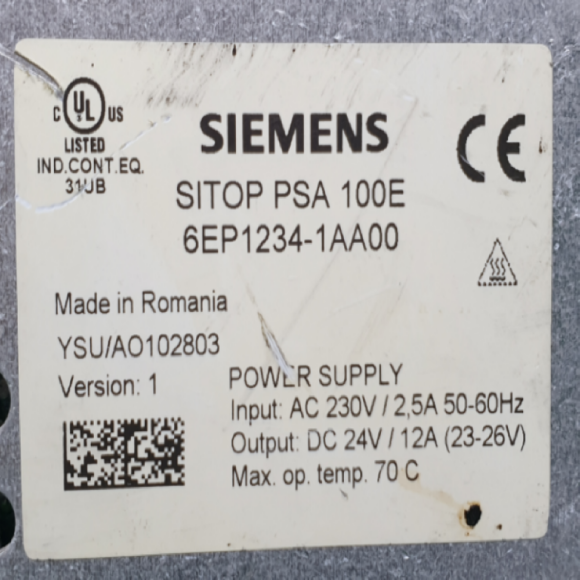 C UL US
LISTED
IND.CONT.EQ.
31UB
SIEMENS
CE
SITOP PSA 100E
6EP1234-1AA00
Made in Romania
YSU/AO102803
Version: 1
POWER SUPPLY
Input: AC 230V / 2,5A 50-60Hz
Output: DC 24V / 12A (23-26V)
Max. op. temp. 70 C